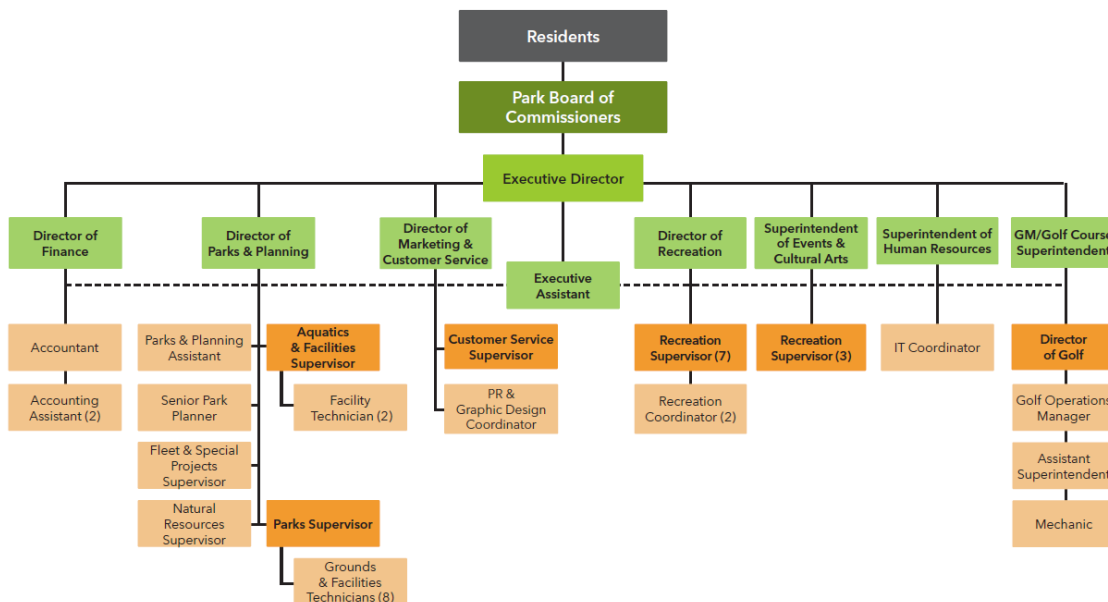 Residents
Park Board of
Commissioners
Executive Director
Director of
Finance
Director of
Parks & Planning
Director of
Marketing &
Customer Service
Executive
Assistant
Director of
Recreation
Superintendent
of Events &
Cultural Arts
Superintendent of
Human Resources
GM/Golf Course
Superintendent
Accountant
Accounting
Assistant (2)
Parks & Planning
Assistant
Senior Park
Planner
Fleet & Special
Projects
Supervisor
Natural
Resources
Supervisor
Aquatics
& Facilities
Supervisor
Facility
Technician (2)
Parks Supervisor
Grounds
& Facilities
Technicians (8)
Customer Service
Supervisor
PR &
Graphic Design
Coordinator
Recreation
Supervisor (7)
Recreation
Coordinator (2)
Recreation
Supervisor (3)
IT Coordinator
Director
of Golf
Golf Operations
Manager
Assistant
Superintendent
Mechanic